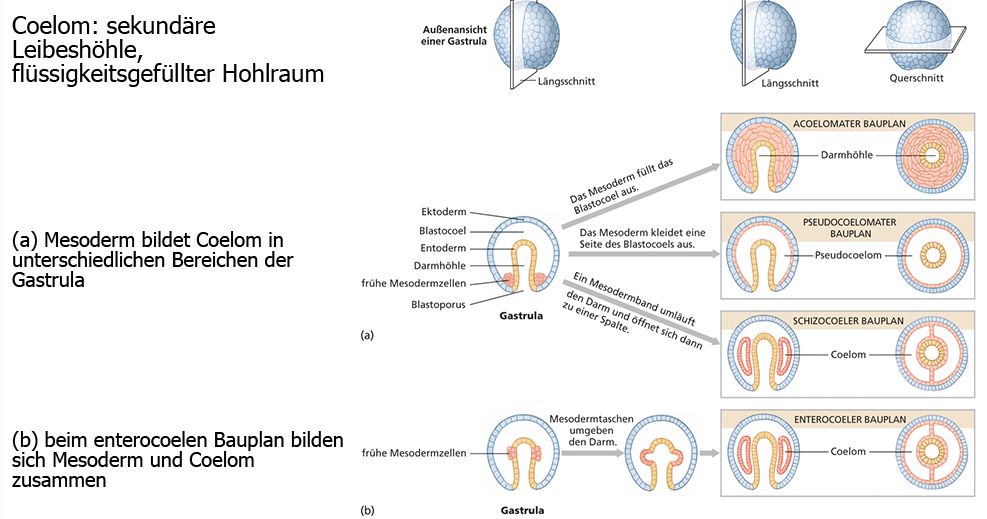 Coelom: sekundäre
Leibeshöhle,
flüssigkeitsgefüllter Hohlraum
Außenansicht
einer Gastrula
Längsschnitt
Längsschnitt
Querschnitt
ACOELOMATER BAUPLAN
Darmhöhle
Das Mesoderm füllt das
Blastocoel aus.
(a) Mesoderm bildet Coelom in
unterschiedlichen Bereichen der
Gastrula
Ektoderm
Blastocoel
Entoderm
Darmhöhle
frühe Mesodermzellen
Blastoporus
Gastrula
(a)
Das Mesoderm kleidet eine
Seite des Blastocoels aus.
PSEUDOCOELOMATER
BAUPLAN
Pseudocoelom
Ein Mesodermband umläuft
den Darm und öffnet sich dann
zu einer Spalte.
SCHIZOCOELER BAUPLAN
Coelom
(b) beim enterocoelen Bauplan bilden
sich Mesoderm und Coelom
zusammen
frühe Mesodermzellen
Gastrula
(b)
Mesodermtaschen
umgeben
den Darm.
ENTEROCOELER BAUPLAN
Coelom